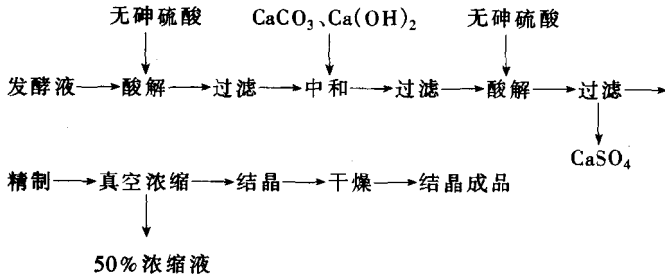 无砷硫酸 CaCO₃、Ca(OH)₂ 无砷硫酸
发酵液→酸解→过滤→中和→过滤→酸解→过滤→
CaSO₄
精制→真空浓缩→结晶→干燥→结晶成品
50%浓缩液